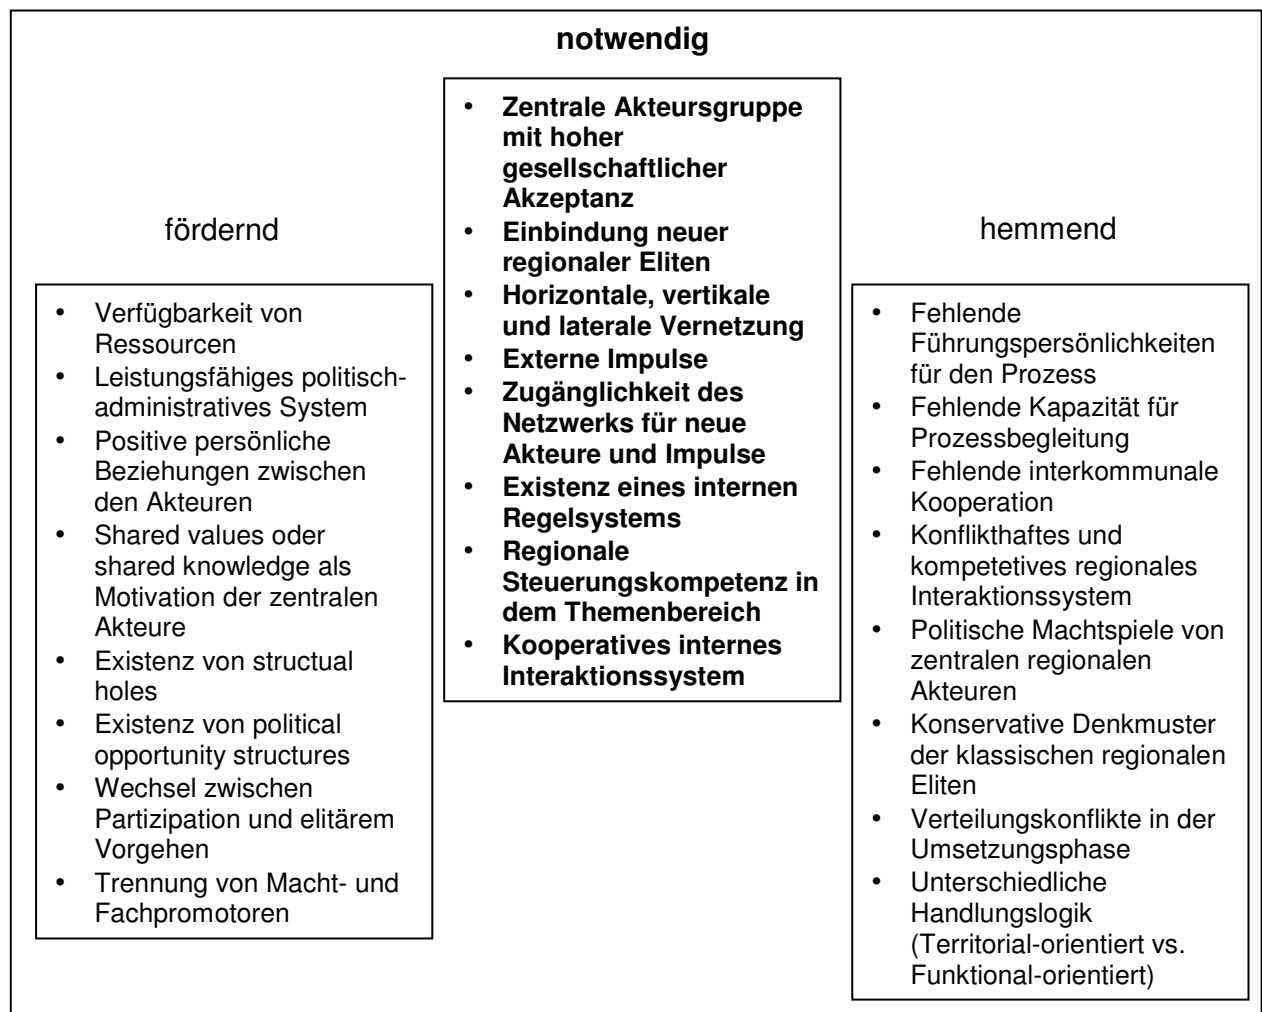 notwendig
• Zentrale Akteursgruppe
mit hoher
gesellschaftlicher
Akzeptanz
• Einbindung neuer
regionaler Eliten
• Horizontale, vertikale
und laterale Vernetzung
• Externe Impulse
• Zugänglichkeit des
Netzwerks für neue
Akteure und Impulse
• Existenz eines internen
Regelsystems
• Regionale
Steuerungskompetenz in
dem Themenbereich
• Kooperatives internes
Interaktionssystem
fördernd
• Verfügbarkeit von
Ressourcen
• Leistungsfähiges politisch-
administratives System
• Positive persönliche
Beziehungen zwischen
den Akteuren
• Shared values oder
shared knowledge als
Motivation der zentralen
Akteure
• Existenz von structual
holes
• Existenz von political
opportunity structures
• Wechsel zwischen
Partizipation und elitärem
Vorgehen
• Trennung von Macht- und
Fachpromotoren
hemmend
• Fehlende
Führungspersönlichkeiten
für den Prozess
• Fehlende Kapazität für
Prozessbegleitung
• Fehlende interkommunale
Kooperation
• Konflikthaftes und
kompetetives regionales
Interaktionssystem
• Politische Machtspiele von
zentralen regionalen
Akteuren
• Konservative Denkmuster
der klassischen regionalen
Eliten
• Verteilungskonflikte in der
Umsetzungsphase
• Unterschiedliche
Handlungslogik
(Territorial-orientiert vs.
Funktional-orientiert)